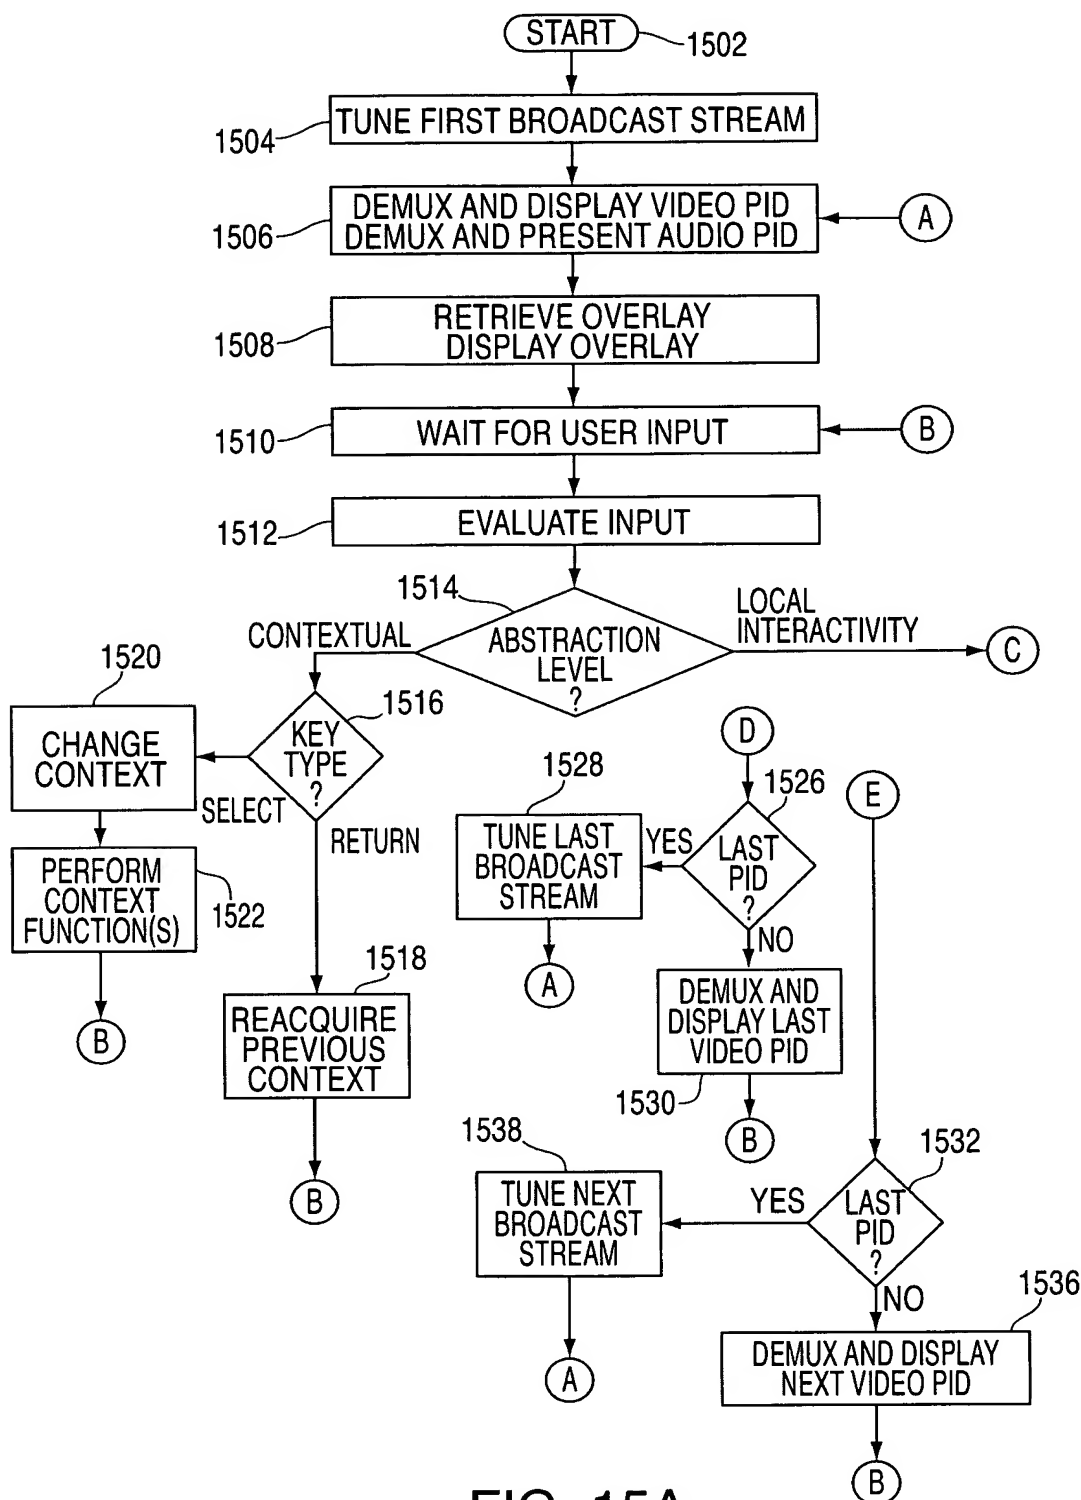 START
1502
TUNE FIRST BROADCAST STREAM
1504
DEMUX AND DISPLAY VIDEO PID
DEMUX AND PRESENT AUDIO PID
1506
A
RETRIEVE OVERLAY
DISPLAY OVERLAY
1508
WAIT FOR USER INPUT
1510
B
EVALUATE INPUT
1512
1514
ABSTRACTION
LEVEL
?
CONTEXTUAL
LOCAL
INTERACTIVITY
C
1520
CHANGE
CONTEXT
1516
KEY
TYPE
?
SELECT
RETURN
PERFORM
CONTEXT
FUNCTION(S)
1522
B
1518
REACQUIRE
PREVIOUS
CONTEXT
B
D
1526
LAST
PID
?
YES
NO
1528
TUNE LAST
BROADCAST
STREAM
A
DEMUX AND
DISPLAY LAST
VIDEO PID
1530
B
E
1532
LAST
PID
?
YES
NO
1538
TUNE NEXT
BROADCAST
STREAM
A
1536
DEMUX AND DISPLAY
NEXT VIDEO PID
B
FIG. 15A